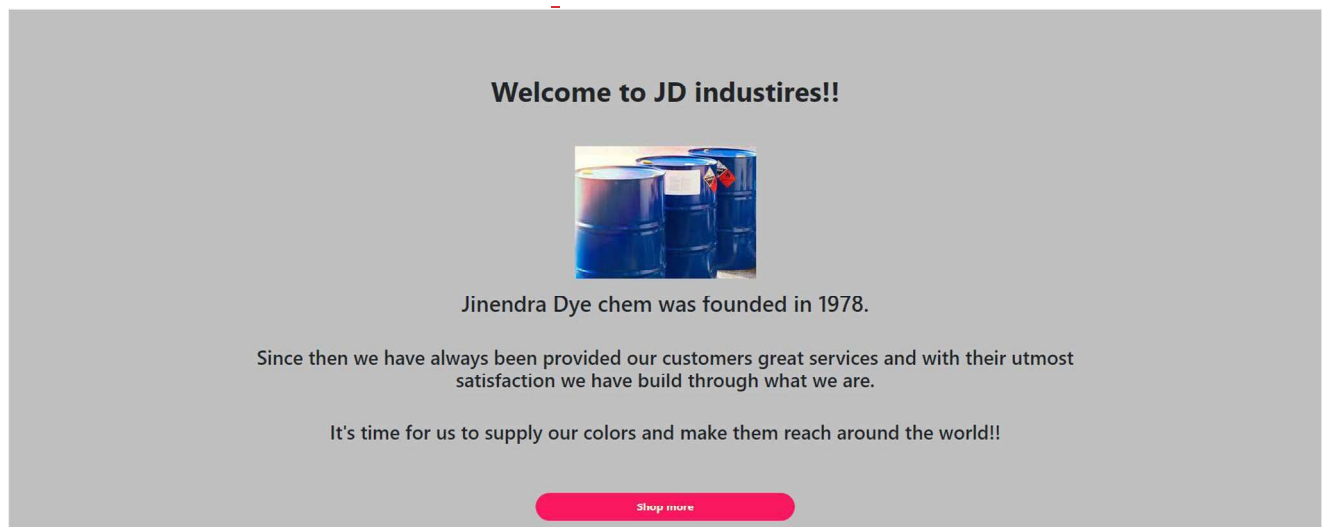 Welcome to JD industires!!
Jinendra Dye chem was founded in 1978.
Since then we have always been provided our customers great services and with their utmost
satisfaction we have build through what we are.
It's time for us to supply our colors and make them reach around the world!!
Shop more